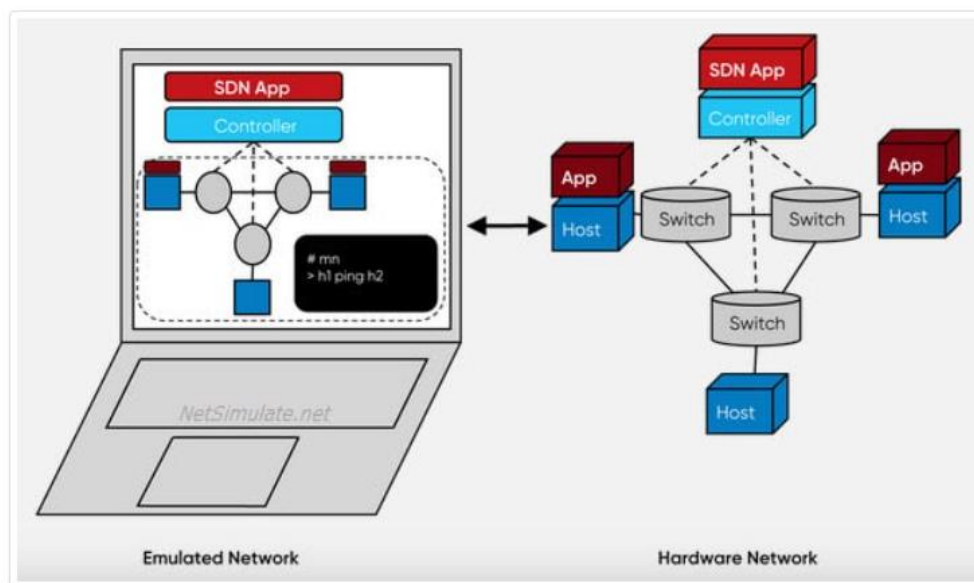 SDN App
Controller
# mn
> h1 ping h2
NetSimulate.net
Emulated Network
SDN App
Controller
App
Host
Switch
Switch
App
Host
Switch
Host
Hardware Network